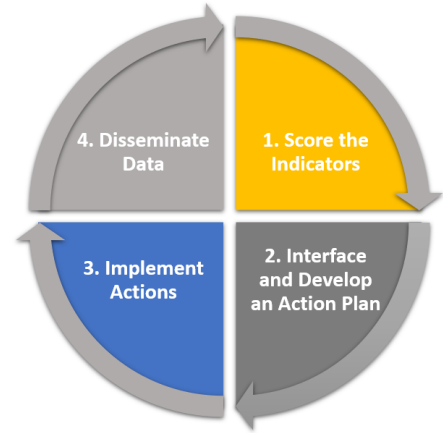 1. Score the
Indicators
2. Interface
and Develop
an Action Plan
3. Implement
Actions
4. Disseminate
Data